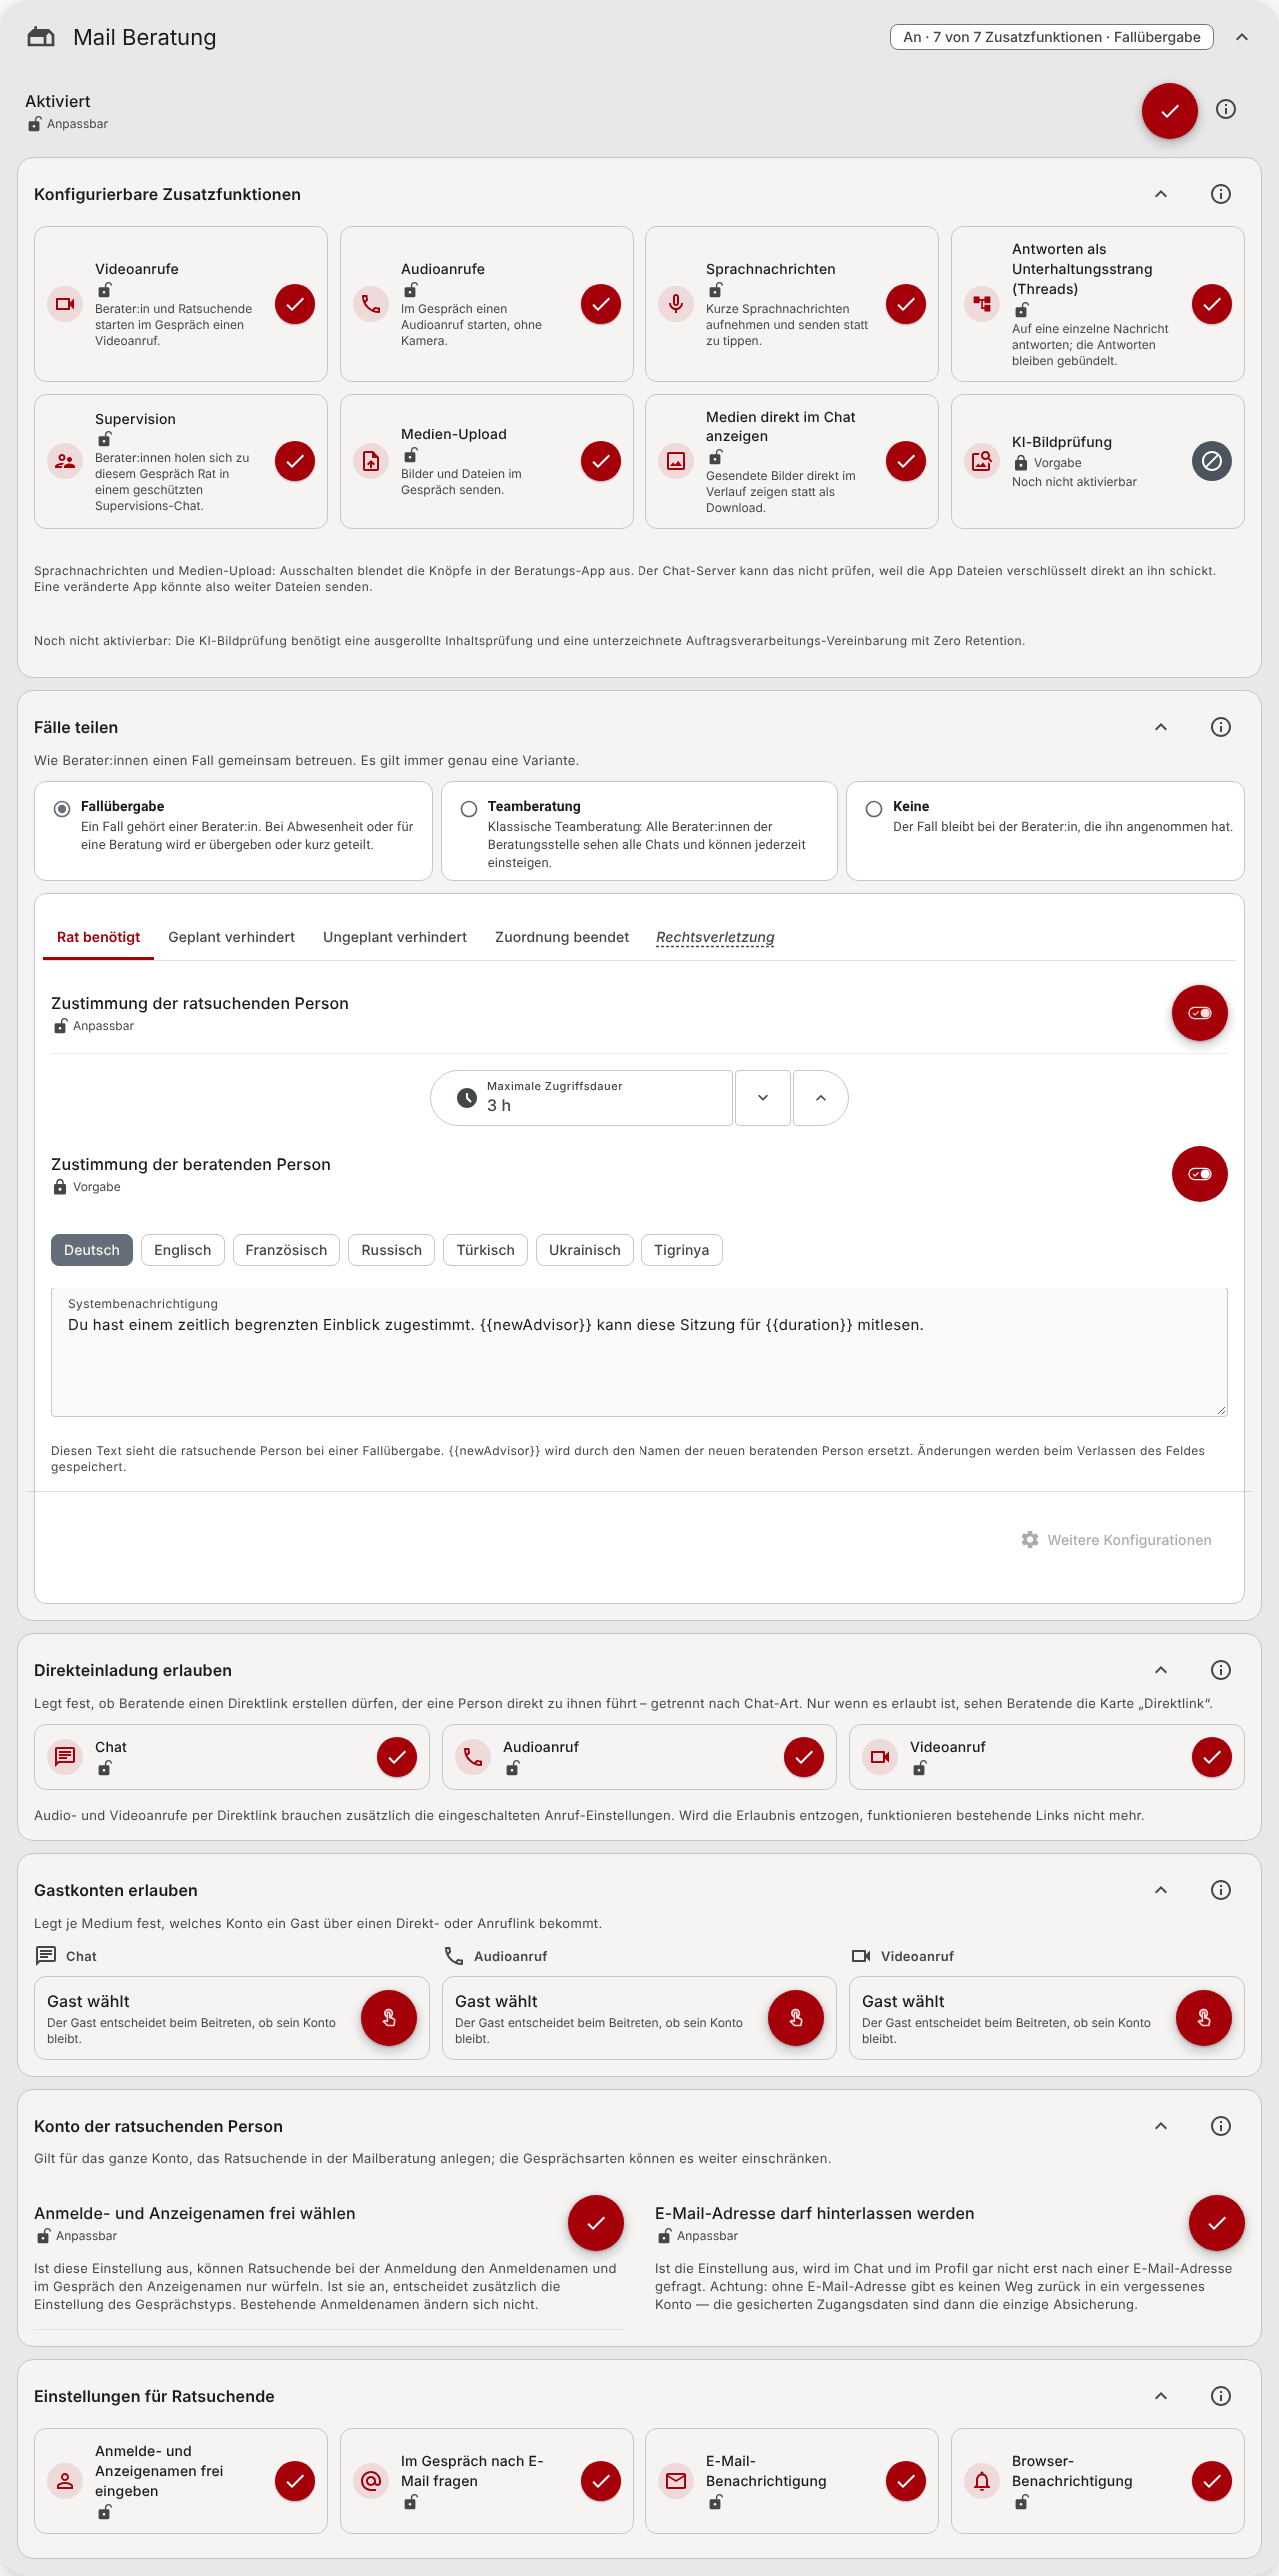 Mail Beratung
An · 7 von 7 Zusatzfunktionen · Fallübergabe
Aktiviert
Anpassbar
Konfigurierbare Zusatzfunktionen
Videoanrufe
Berater:in und Ratsuchende
starten im Gespräch einen
Videoanruf.
Audioanrufe
Im Gespräch einen
Audioanruf starten, ohne
Kamera.
Sprachnachrichten
Kurze Sprachnachrichten
aufnehmen und senden statt
zu tippen.
Antworten als
Unterhaltungsstrang
(Threads)
Auf eine einzelne Nachricht
antworten; die Antworten
bleiben gebündelt.
Supervision
Berater:innen holen sich zu
diesem Gespräch Rat in
einem geschützten
Supervisions-Chat.
Medien-Upload
Bilder und Dateien im
Gespräch senden.
Medien direkt im Chat
anzeigen
Gesendete Bilder direkt im
Verlauf zeigen statt als
Download.
KI-Bildprüfung
Vorgabe
Noch nicht aktivierbar
Sprachnachrichten und Medien-Upload: Ausschalten blendet die Knöpfe in der Beratungs-App aus. Der Chat-Server kann das nicht prüfen, weil die App Dateien verschlüsselt direkt an ihn schickt.
Eine veränderte App könnte also weiter Dateien senden.
Noch nicht aktivierbar: Die KI-Bildprüfung benötigt eine ausgerollte Inhaltsprüfung und eine unterzeichnete Auftragsverarbeitungs-Vereinbarung mit Zero Retention.
Fälle teilen
Wie Berater:innen einen Fall gemeinsam betreuen. Es gilt immer genau eine Variante.
Fallübergabe
Ein Fall gehört einer Berater:in. Bei Abwesenheit oder für
eine Beratung wird er übergeben oder kurz geteilt.
Teamberatung
Klassische Teamberatung: Alle Berater:innen der
Beratungsstelle sehen alle Chats und können jederzeit
einsteigen.
Keine
Der Fall bleibt bei der Berater:in, die ihn angenommen hat.
Rat benötigt
Geplant verhindert
Ungeplant verhindert
Zuordnung beendet
Rechtsverletzung
Zustimmung der ratsuchenden Person
Anpassbar
Maximale Zugriffsdauer
3 h
Zustimmung der beratenden Person
Vorgabe
Deutsch
Englisch
Französisch
Russisch
Türkisch
Ukrainisch
Tigrinya
Systembenachrichtigung
Du hast einem zeitlich begrenzten Einblick zugestimmt. {{newAdvisor}} kann diese Sitzung für {{duration}} mitlesen.
Diesen Text sieht die ratsuchende Person bei einer Fallübergabe. {{newAdvisor}} wird durch den Namen der neuen beratenden Person ersetzt. Änderungen werden beim Verlassen des Feldes
gespeichert.
Weitere Konfigurationen
Direkteinladung erlauben
Legt fest, ob Beratende einen Direktlink erstellen dürfen, der eine Person direkt zu ihnen führt – getrennt nach Chat-Art. Nur wenn es erlaubt ist, sehen Beratende die Karte „Direktlink“.
Chat
Audioanruf
Videoanruf
Audio- und Videoanrufe per Direktlink brauchen zusätzlich die eingeschalteten Anruf-Einstellungen. Wird die Erlaubnis entzogen, funktionieren bestehende Links nicht mehr.
Gastkonten erlauben
Legt je Medium fest, welches Konto ein Gast über einen Direkt- oder Anruflink bekommt.
Chat
Gast wählt
Der Gast entscheidet beim Beitreten, ob sein Konto
bleibt.
Audioanruf
Gast wählt
Der Gast entscheidet beim Beitreten, ob sein Konto
bleibt.
Videoanruf
Gast wählt
Der Gast entscheidet beim Beitreten, ob sein Konto
bleibt.
Konto der ratsuchenden Person
Gilt für das ganze Konto, das Ratsuchende in der Mailberatung anlegen; die Gesprächsarten können es weiter einschränken.
Anmelde- und Anzeigenamen frei wählen
Anpassbar
Ist diese Einstellung aus, können Ratsuchende bei der Anmeldung den Anmeldenamen und
im Gespräch den Anzeigenamen nur würfeln. Ist sie an, entscheidet zusätzlich die
Einstellung des Gesprächstyps. Bestehende Anmeldenamen ändern sich nicht.
E-Mail-Adresse darf hinterlassen werden
Anpassbar
Ist die Einstellung aus, wird im Chat und im Profil gar nicht erst nach einer E-Mail-Adresse
gefragt. Achtung: ohne E-Mail-Adresse gibt es keinen Weg zurück in ein vergessenes
Konto — die gesicherten Zugangsdaten sind dann die einzige Absicherung.
Einstellungen für Ratsuchende
Anmelde- und
Anzeigenamen frei
eingeben
Im Gespräch nach E-
Mail fragen
E-Mail-
Benachrichtigung
Browser-
Benachrichtigung